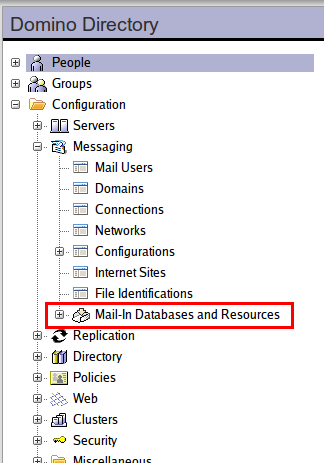 Domino Directory
People
Groups
Configuration
Servers
Messaging
Mail Users
Domains
Connections
Networks
Configurations
Internet Sites
File Identifications
Mail-In Databases and Resources
Replication
Directory
Policies
Web
Clusters
Security
Miscellaneous